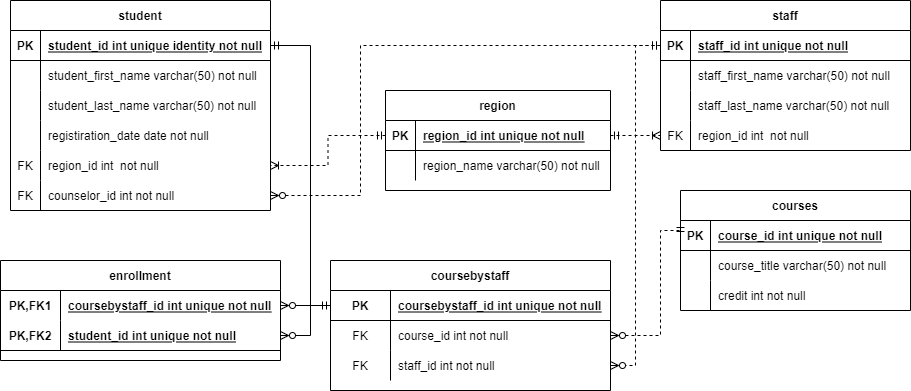 student
PK student_id int unique identity not null
student_first_name varchar(50) not null
student_last_name varchar(50) not null
registiration_date date not null
FK region_id int  not null
FK counselor_id int not null
region
PK region_id int unique not null
region_name varchar(50) not null
staff
PK staff_id int unique not null
staff_first_name varchar(50) not null
staff_last_name varchar(50) not null
FK region_id int  not null
courses
PK course_id int unique not null
course_title varchar(50) not null
credit int not null
enrollment
PK,FK1 coursebystaff_id int unique not null
PK,FK2 student_id int unique not null
coursebystaff
PK coursebystaff_id int unique not null
FK course_id int not null
FK staff_id int not null